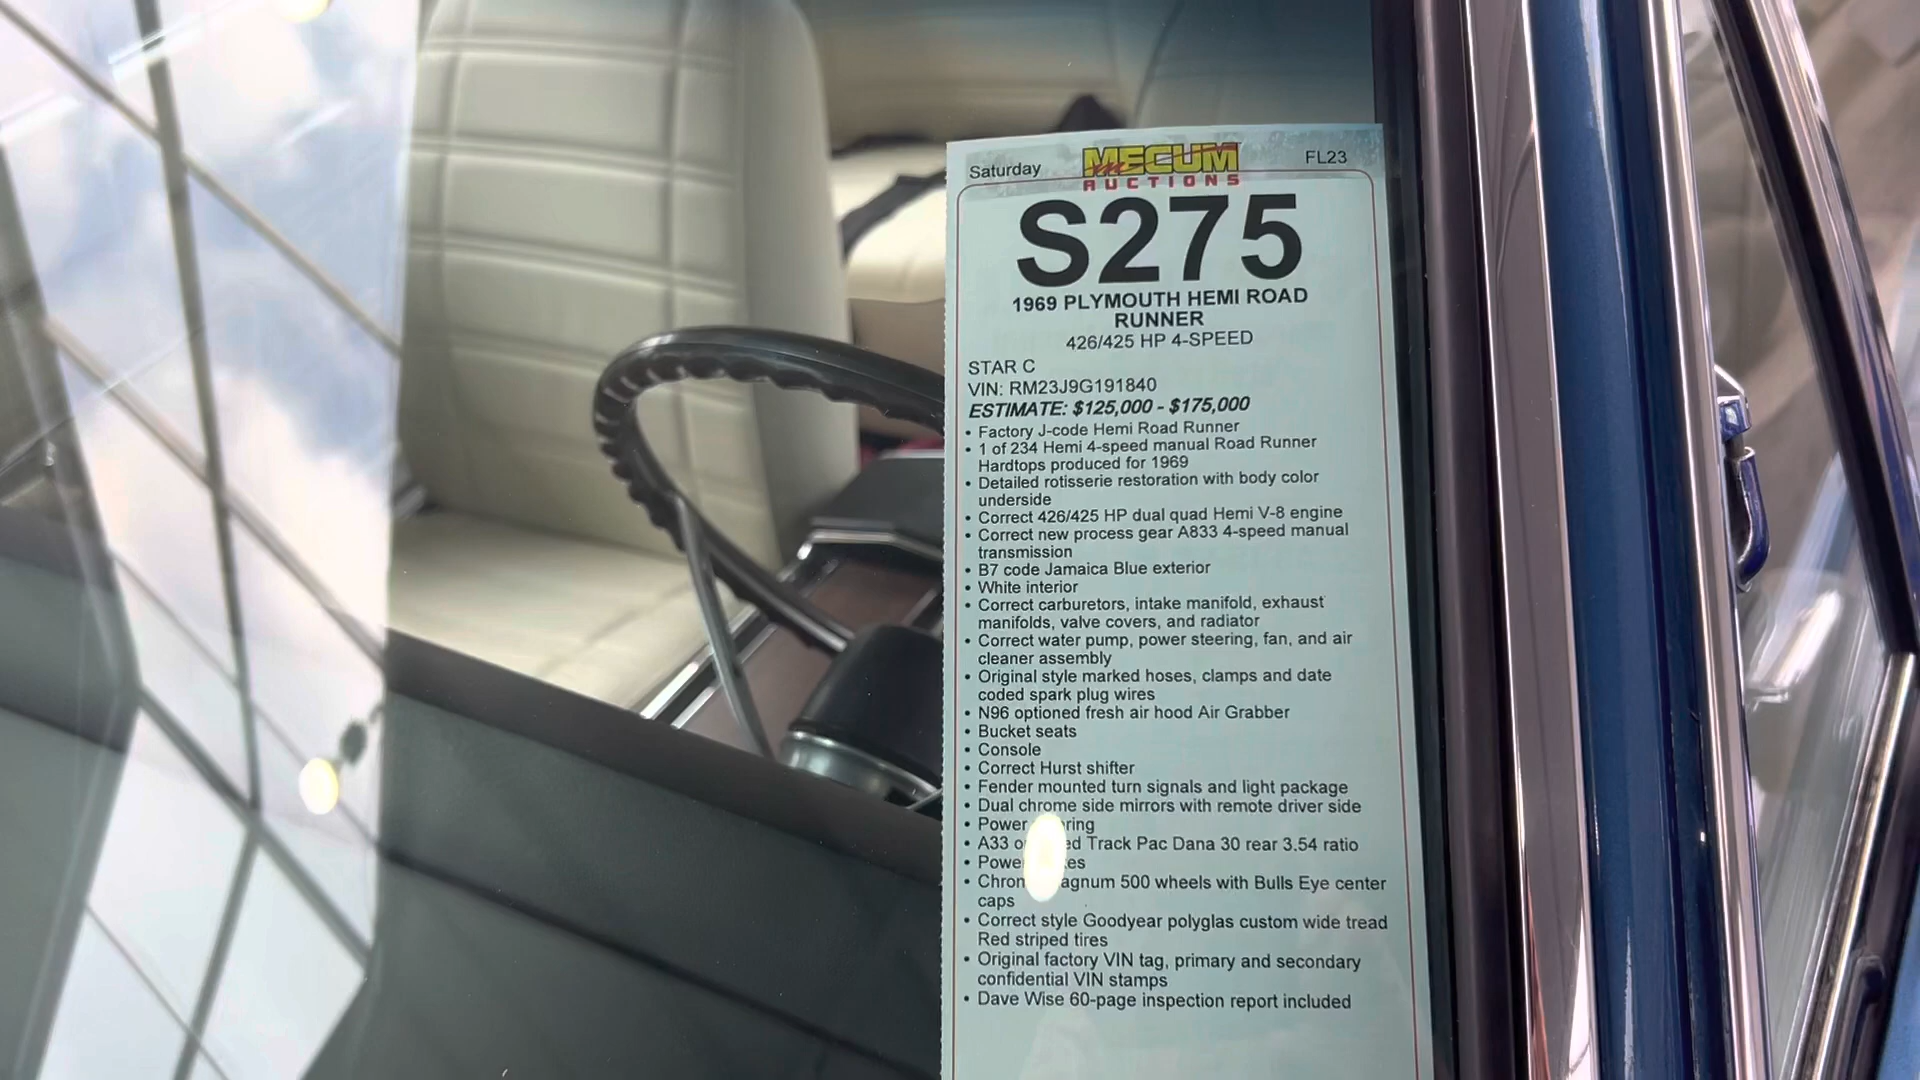 Saturday MECUM AUCTIONS FL23
S275
1969 PLYMOUTH HEMI ROAD
RUNNER
426/425 HP 4-SPEED
STAR C
VIN: RM23J9G191840
ESTIMATE: $125,000 - $175,000
• Factory J-code Hemi Road Runner
• 1 of 234 Hemi 4-speed manual Road Runner
Hardtops produced for 1969
• Detailed rotisserie restoration with body color
underside
• Correct 426/425 HP dual quad Hemi V-8 engine
• Correct new process gear A833 4-speed manual
transmission
• B7 code Jamaica Blue exterior
• White interior
• Correct carburetors, intake manifold, exhaust
manifolds, valve covers, and radiator
• Correct water pump, power steering, fan, and air
cleaner assembly
• Original style marked hoses, clamps and date
coded spark plug wires
• N96 optioned fresh air hood Air Grabber
• Bucket seats
• Console
• Correct Hurst shifter
• Fender mounted turn signals and light package
• Dual chrome side mirrors with remote driver side
• Power
• A33 Track Pac Dana 30 rear 3.54 ratio
• Power
• 500 wheels with Bulls Eye center
caps
• Correct style Goodyear polyglas custom wide tread
Red striped tires
• Original factory VIN tag, primary and secondary
confidential VIN stamps
• Dave Wise 60-page inspection report included